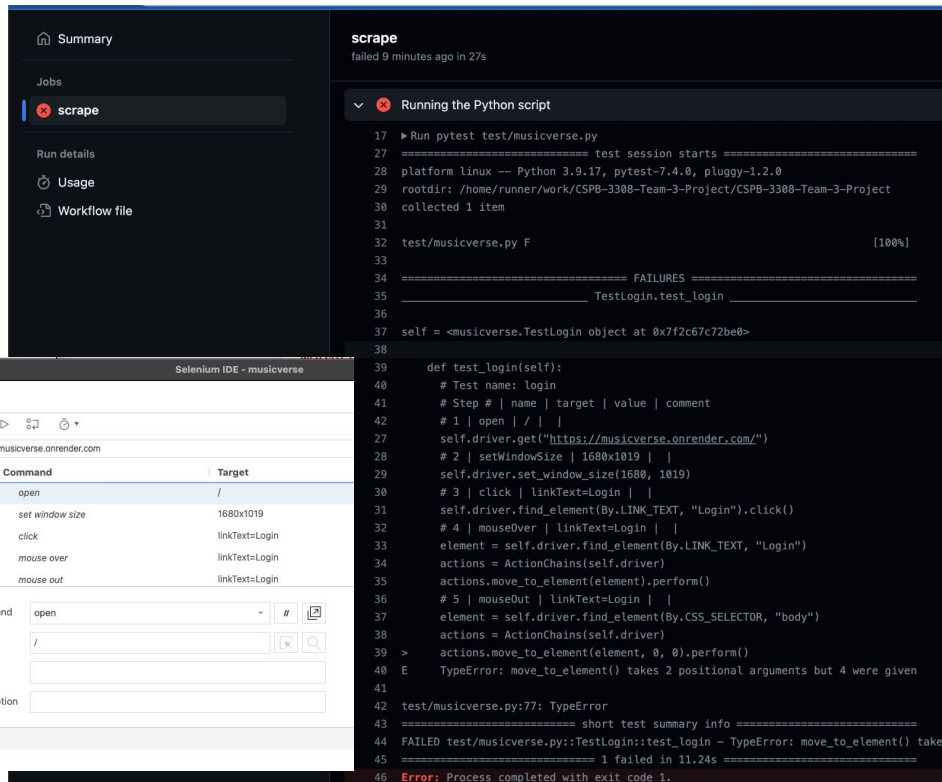 Summary
Jobs
scrape
Run details
Usage
Workflow file
scrape
failed 9 minutes ago in 27s
Running the Python script
17 ▶ Run pytest test/musicverse.py
27 ============================= test session starts ==============================
28 platform linux -- Python 3.9.17, pytest-7.4.0, pluggy-1.2.0
29 rootdir: /home/runner/work/CSPB-3308-Team-3-Project/CSPB-3308-Team-3-Project
30 collected 1 item
31
32 test/musicverse.py F [100%]
33
34 =================================== FAILURES ===================================
35 _____________________________ TestLogin.test_login _____________________________
36
37 self = <musicverse.TestLogin object at 0x7f2c67c72be0>
38
39 def test_login(self):
40 # Test name: login
41 # Step # | name | target | value | comment
42 # 1 | open | / | |
27 self.driver.get("https://musicverse.onrender.com/")
28 # 2 | setWindowSize | 1680x1019 | |
29 self.driver.set_window_size(1680, 1019)
30 # 3 | click | linkText=Login | |
31 self.driver.find_element(By.LINK_TEXT, "Login").click()
32 # 4 | mouseOver | linkText=Login | |
33 element = self.driver.find_element(By.LINK_TEXT, "Login")
34 actions = ActionChains(self.driver)
35 actions.move_to_element(element).perform()
36 # 5 | mouseOut | linkText=Login | |
37 element = self.driver.find_element(By.CSS_SELECTOR, "body")
38 actions = ActionChains(self.driver)
39 > actions.move_to_element(element, 0, 0).perform()
40 E TypeError: move_to_element() takes 2 positional arguments but 4 were given
41
42 test/musicverse.py:77: TypeError
43 =========================== short test summary info ============================
44 FAILED test/musicverse.py::TestLogin::test_login - TypeError: move_to_element() take
45 ============================== 1 failed in 11.24s ==============================
46 Error: Process completed with exit code 1.
Selenium IDE - musicverse
musicverse.onrender.com
Command Target
open /
set window size 1680x1019
click linkText=Login
mouse over linkText=Login
mouse out linkText=Login
open //
/